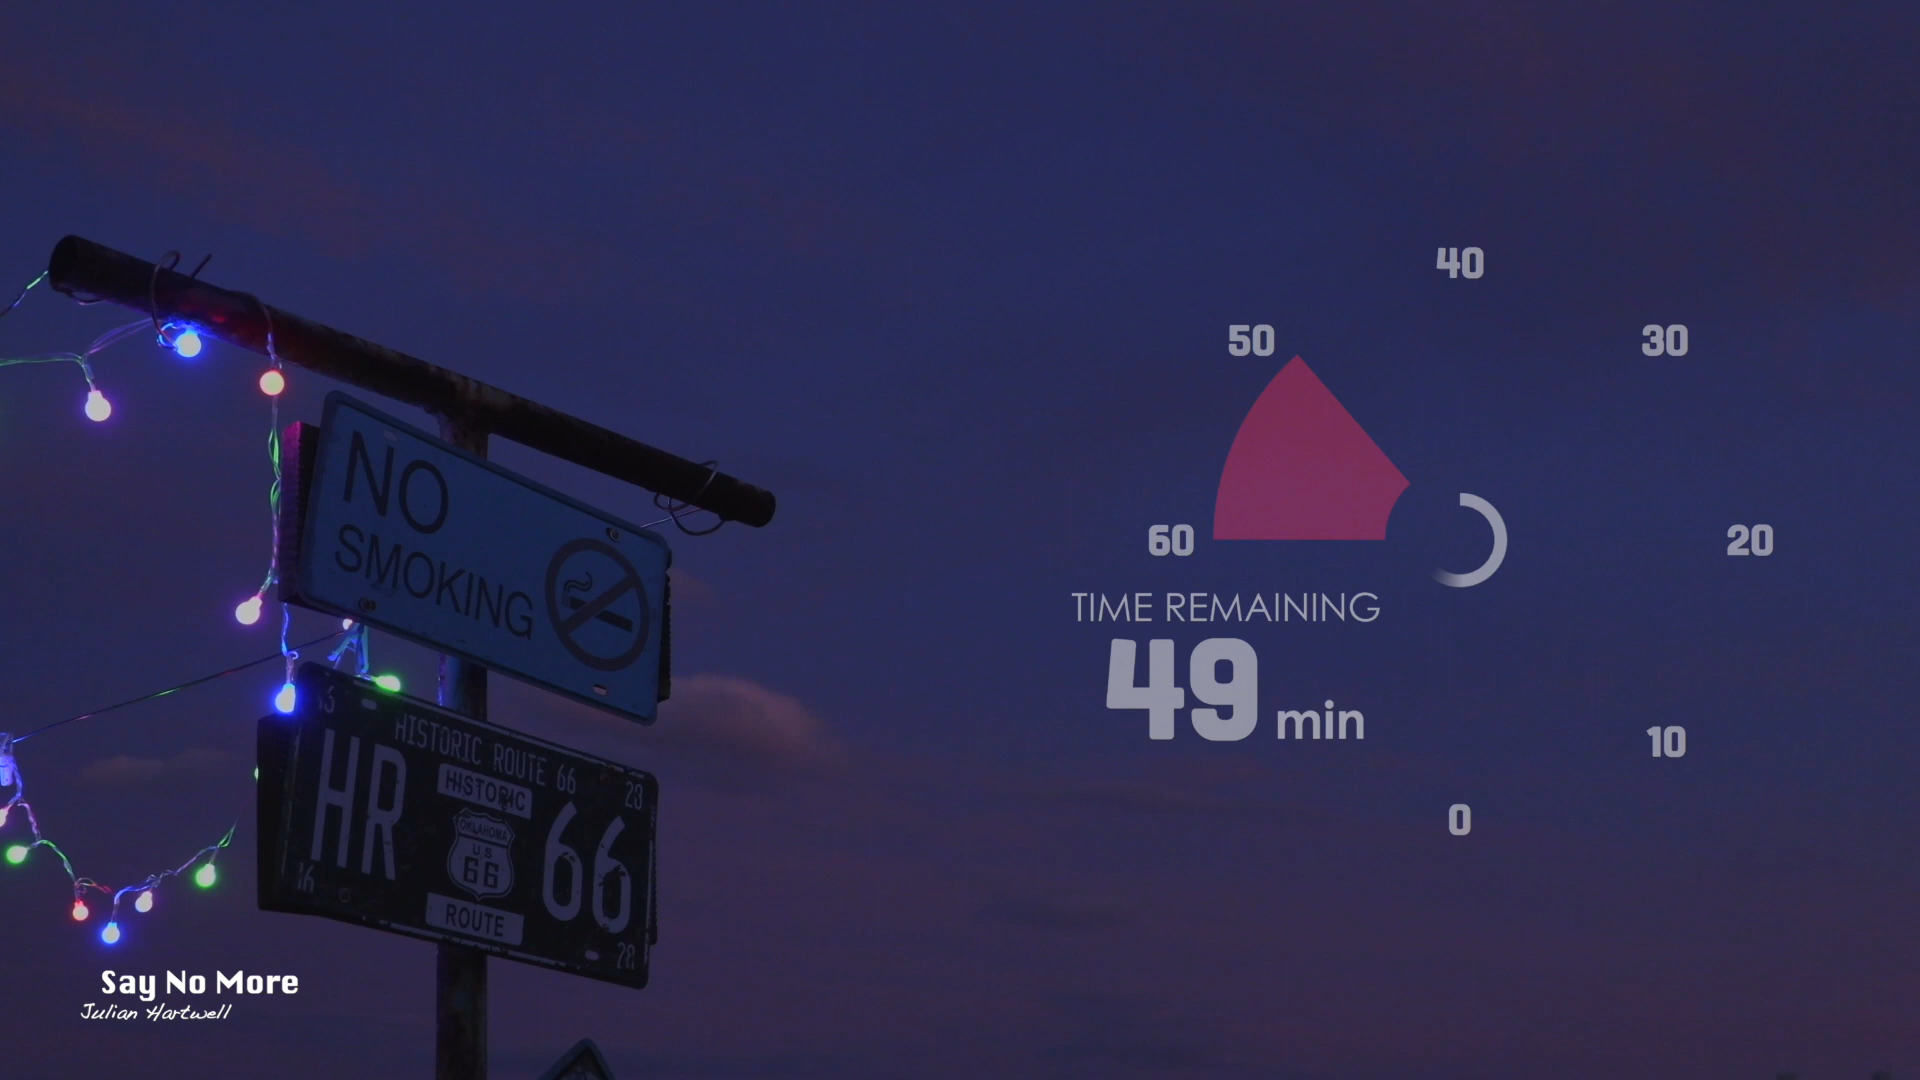 NO
SMOKING
13
HISTORIC ROUTE 66
23
HR
HISTORIC
OKLAHOMA
U S
66
66
16
ROUTE
28
40
50
30
60
20
TIME REMAINING
49 min
10
0
Say No More
Julian Hartwell